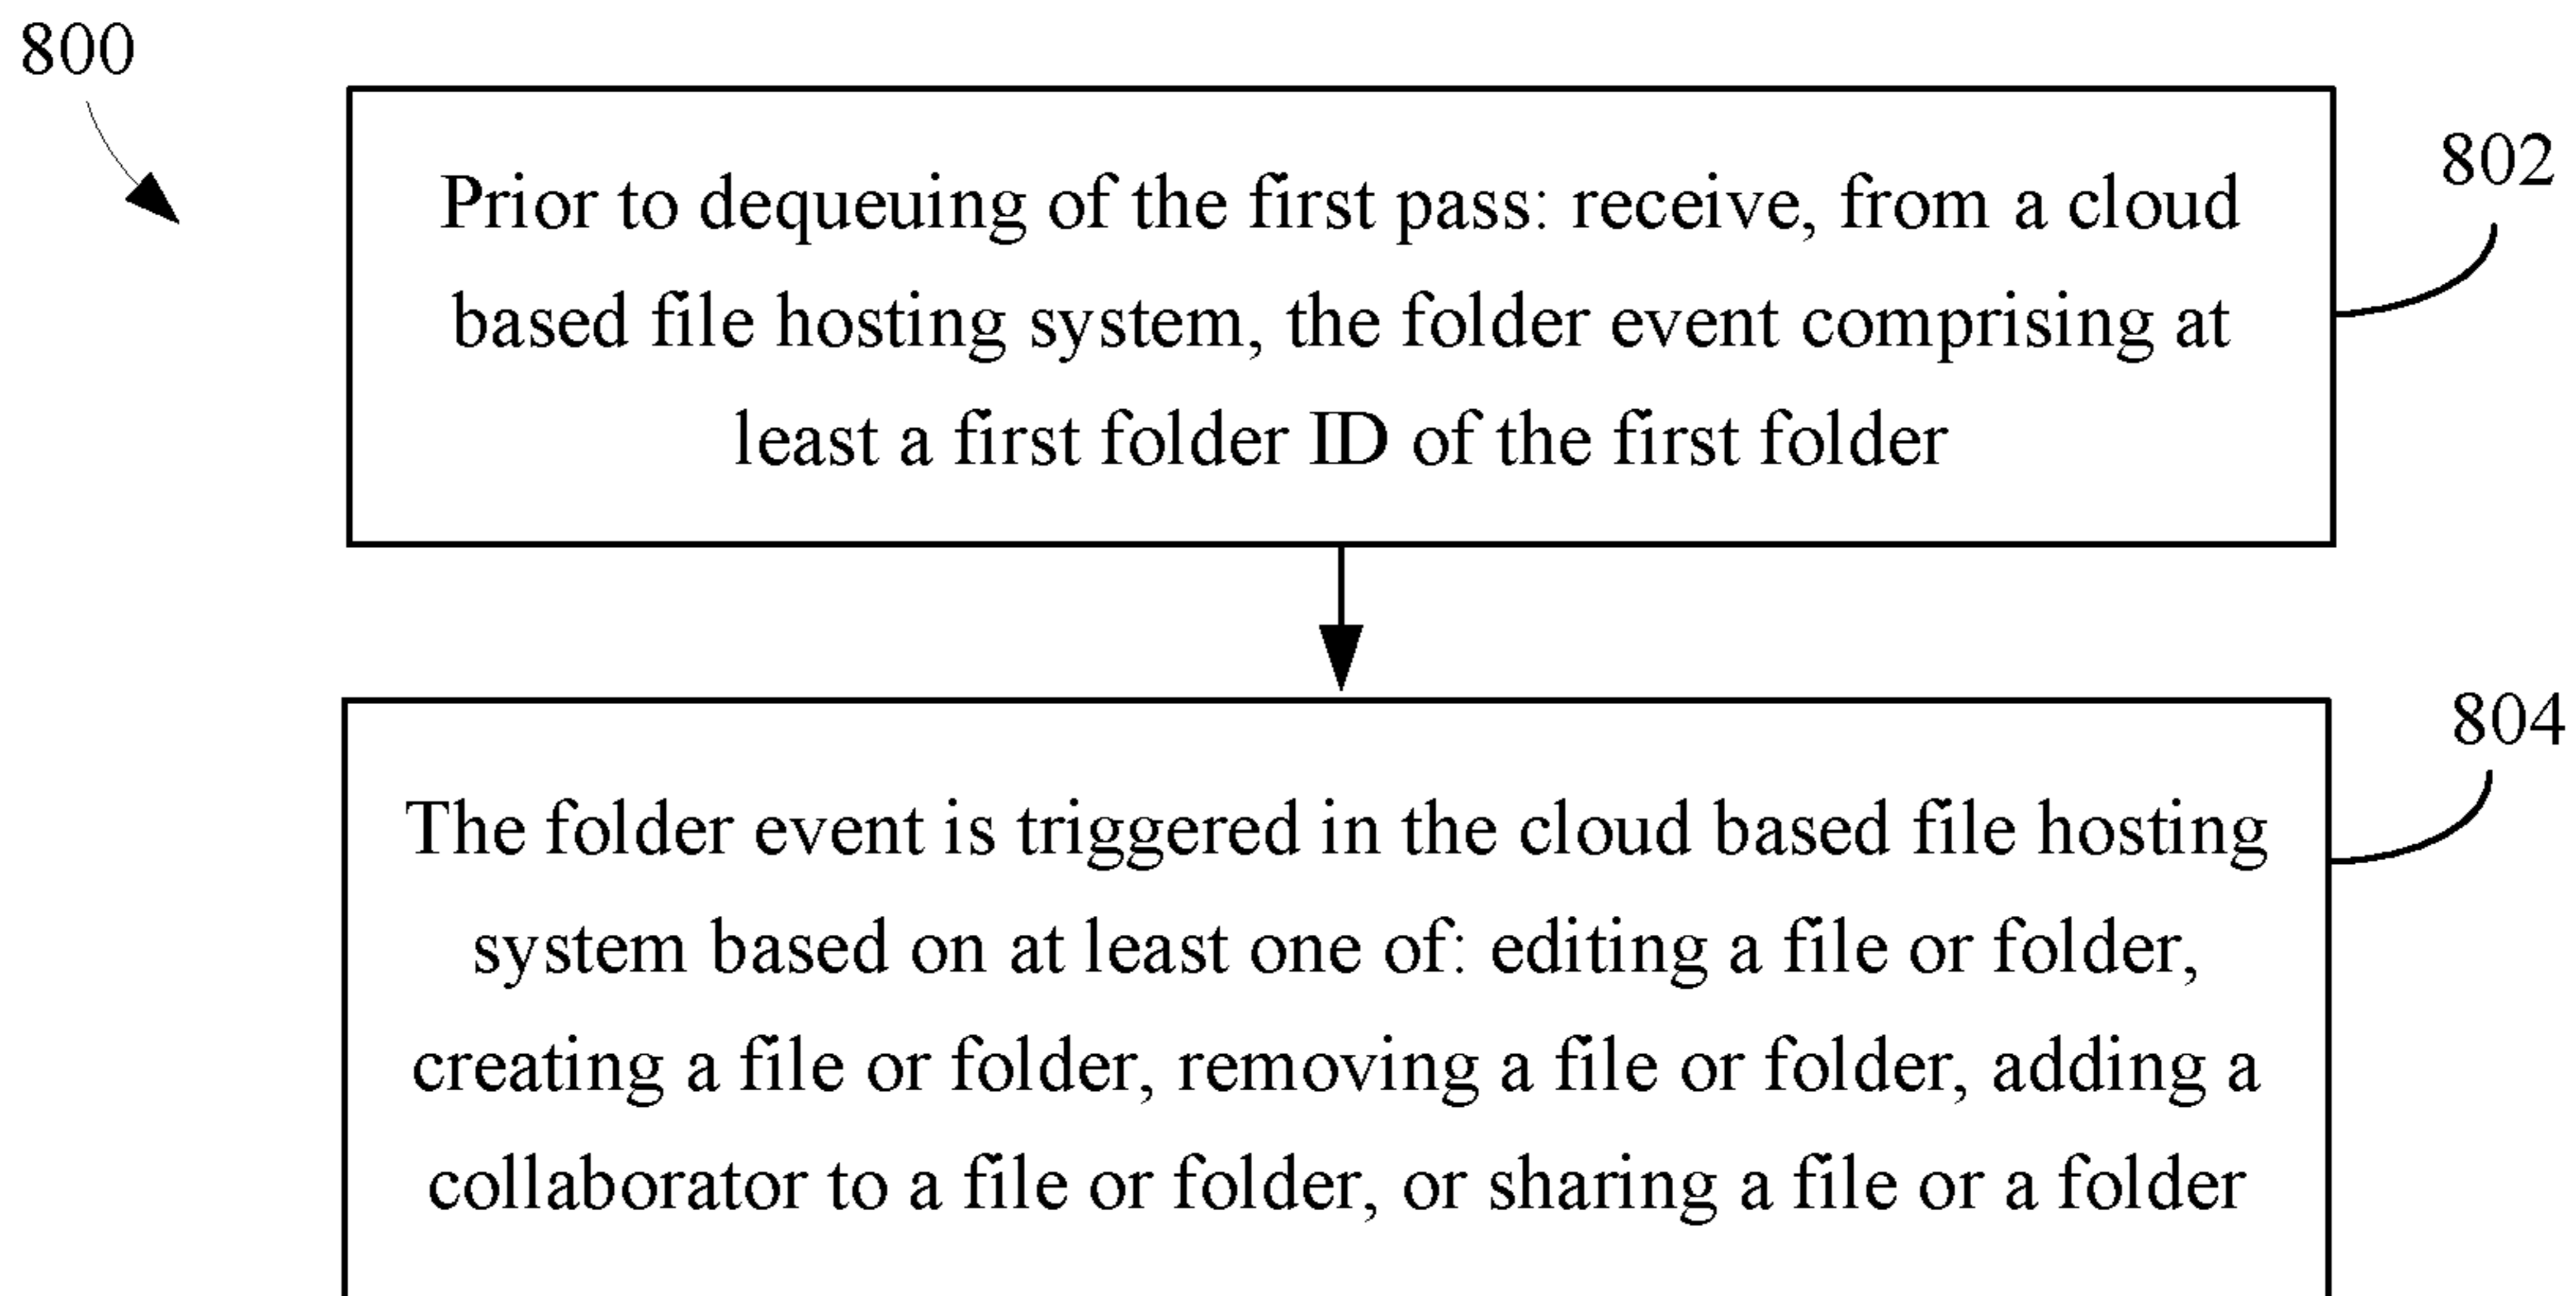 800
802
Prior to dequeuing of the first pass: receive, from a cloud
based file hosting system, the folder event comprising at
least a first folder ID of the first folder
804
The folder event is triggered in the cloud based file hosting
system based on at least one of: editing a file or folder,
creating a file or folder, removing a file or folder, adding a
collaborator to a file or folder, or sharing a file or a folder